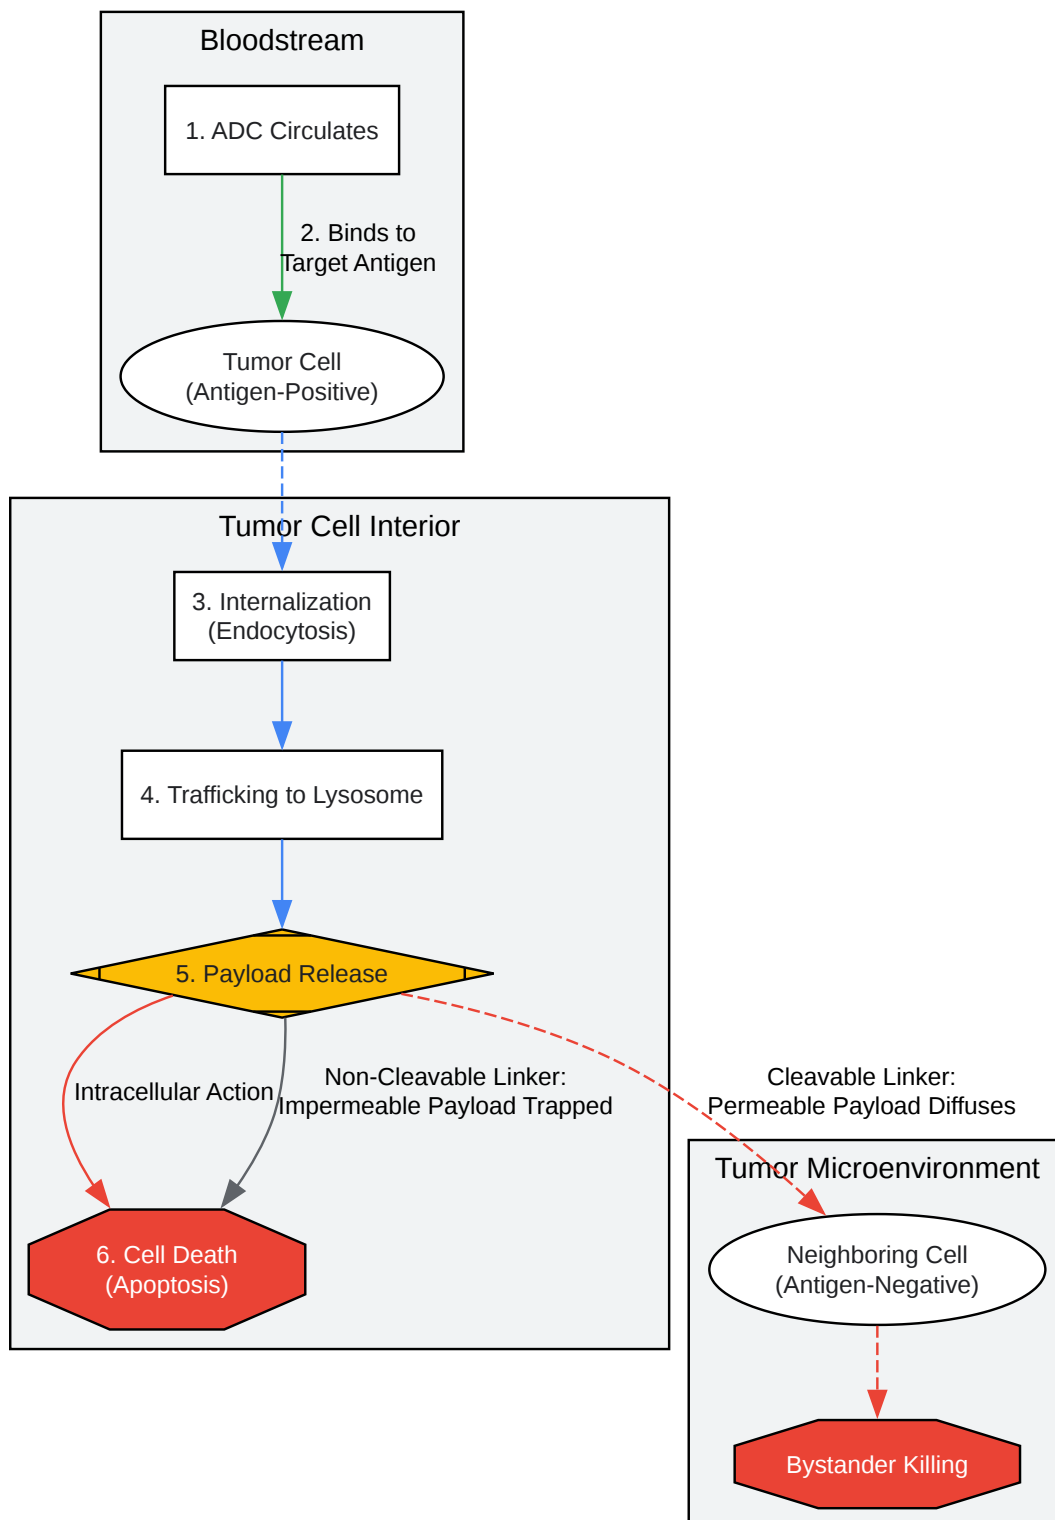 Bloodstream
1. ADC Circulates
2. Binds to
Target Antigen
Tumor Cell
(Antigen-Positive)
Tumor Cell Interior
3. Internalization
(Endocytosis)
4. Trafficking to Lysosome
5. Payload Release
Intracellular Action
Non-Cleavable Linker:
Impermeable Payload Trapped
Cleavable Linker:
Permeable Payload Diffuses
Tumor Microenvironment
6. Cell Death
(Apoptosis)
Neighboring Cell
(Antigen-Negative)
Bystander Killing